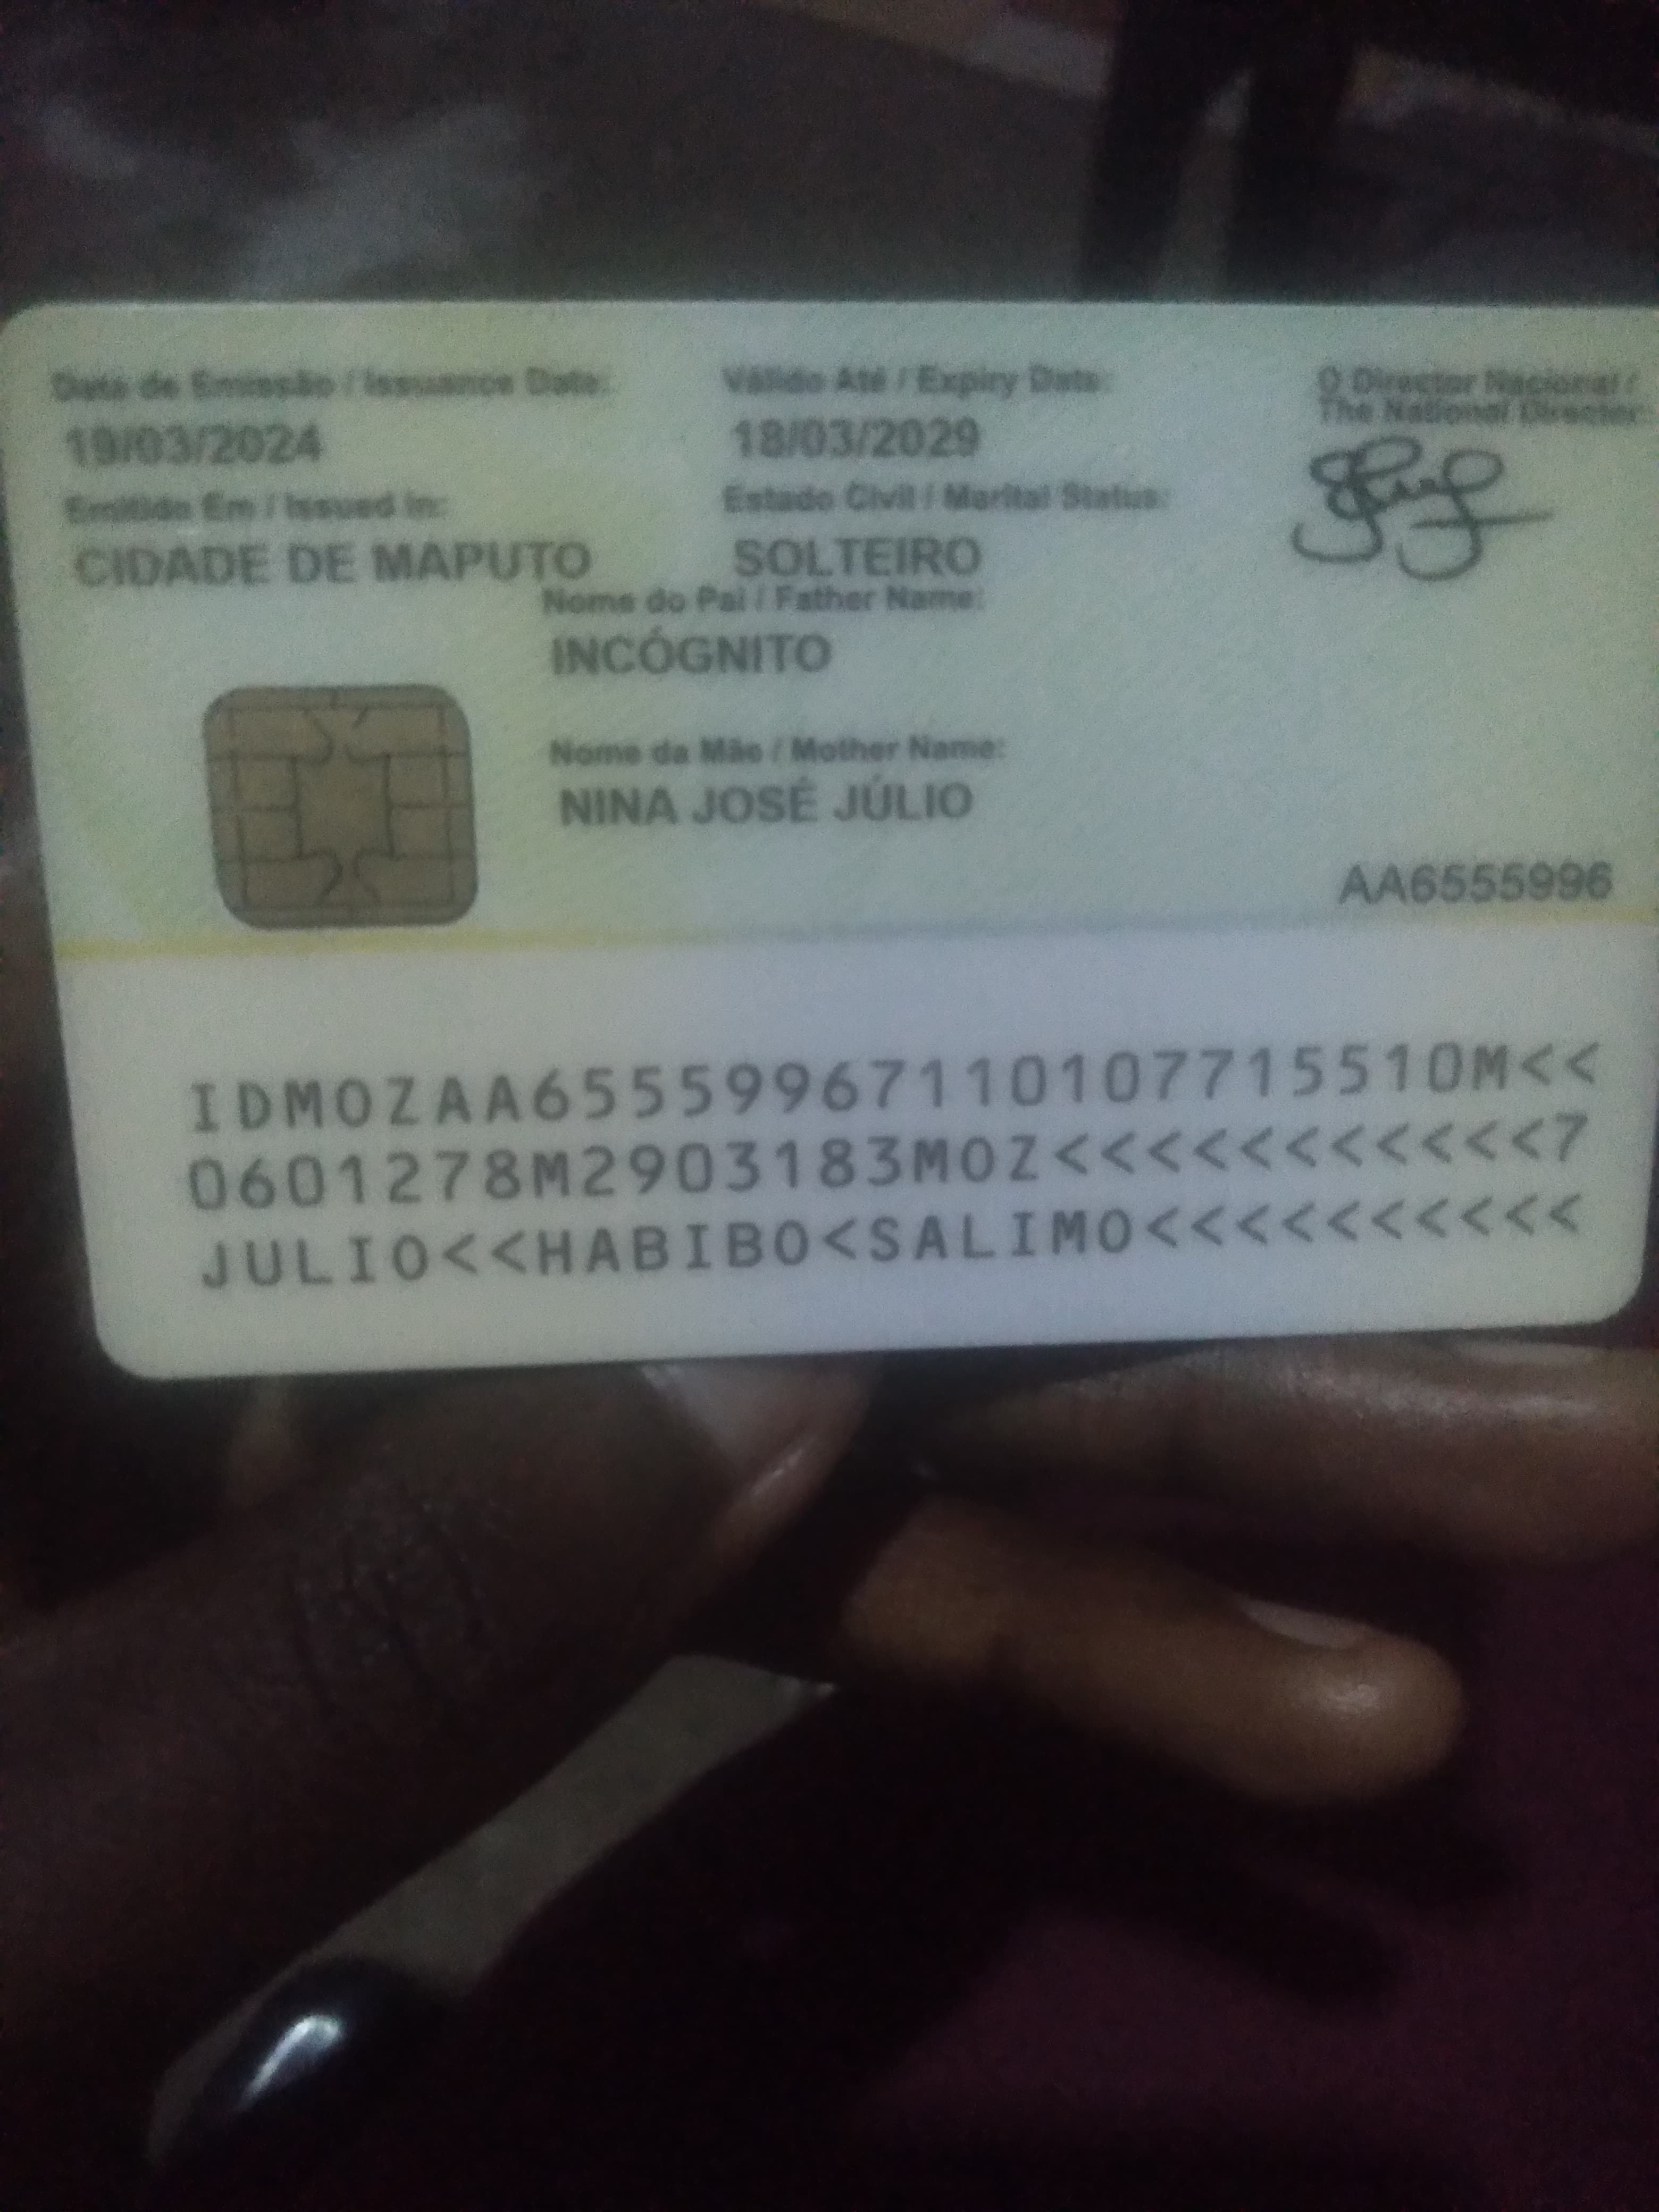 Data de Emissão / Issuance Date:
19/03/2024
Válido Até / Expiry Date:
18/03/2029
O Director Nacional /
The National Director:
Emitido Em / Issued in:
CIDADE DE MAPUTO
Estado Civil / Marital Status:
SOLTEIRO
Nome do Pai / Father Name:
INCÓGNITO
Nome da Mãe / Mother Name:
NINA JOSÉ JÚLIO
AA6555996
IDMOZAA6555996711010771551 0M<<
0601278M2903183MOZ<<<<<<<<<<<7
JULIO<<HABIBO<SALIMO<<<<<<<<<<